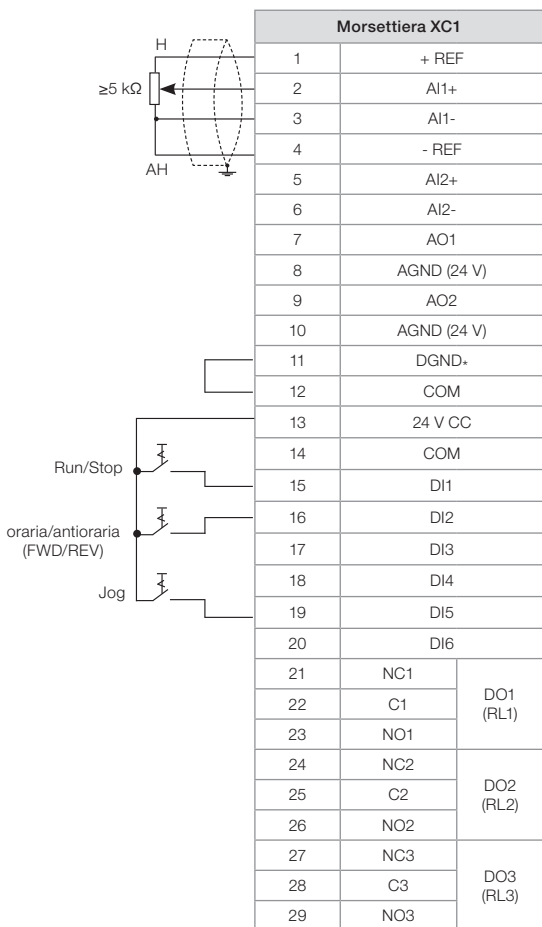 Morsettiera XC1
H
≥5 kΩ
AH
1 + REF
2 AI1+
3 AI1-
4 - REF
5 AI2+
6 AI2-
7 AO1
8 AGND (24 V)
9 AO2
10 AGND (24 V)
11 DGND*
12 COM
13 24 V CC
14 COM
Run/Stop
15 DI1
oraria/antioraria
(FWD/REV)
16 DI2
17 DI3
18 DI4
Jog
19 DI5
20 DI6
21 NC1
22 C1
23 NO1
DO1
(RL1)
24 NC2
25 C2
26 NO2
DO2
(RL2)
27 NC3
28 C3
29 NO3
DO3
(RL3)